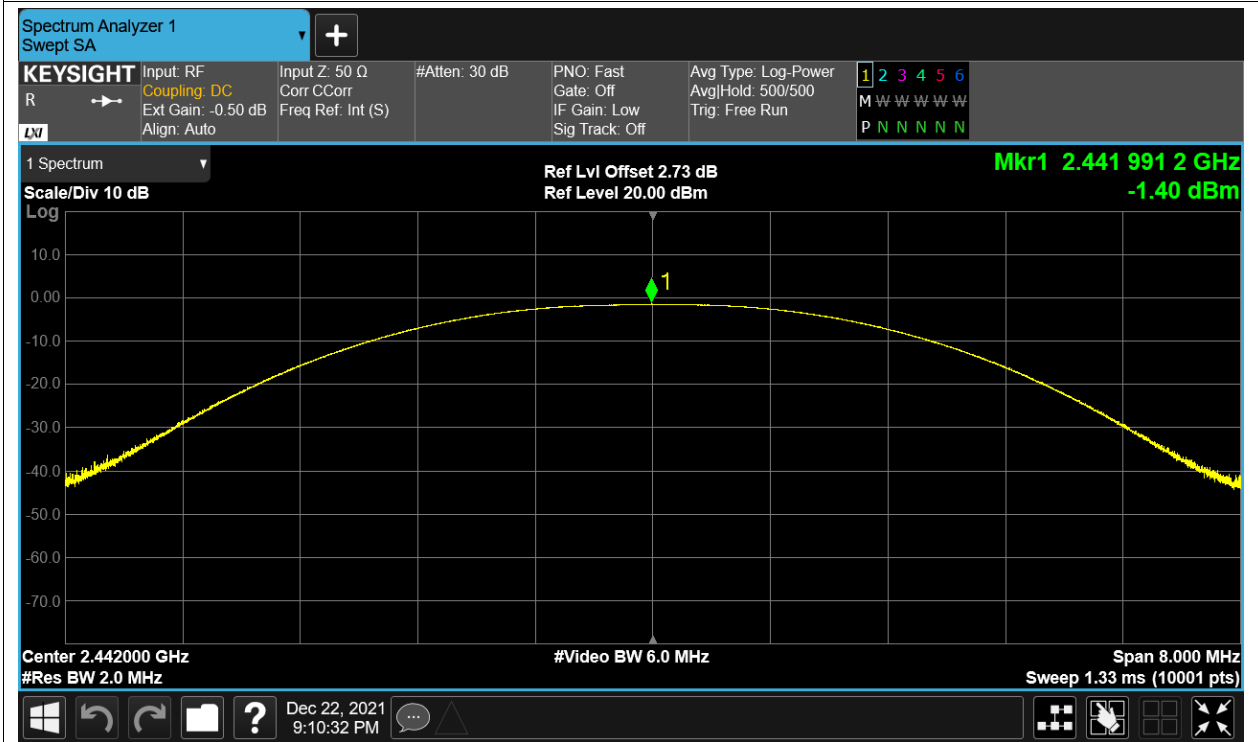 Spectrum Analyzer 1
Swept SA
+
KEYSIGHT
R
LXI
Input: RF
Coupling: DC
Ext Gain: -0.50 dB
Align: Auto
Input Z: 50 Ω
Corr CCorr
Freq Ref: Int (S)
#Atten: 30 dB
PNO: Fast
Gate: Off
IF Gain: Low
Sig Track: Off
Avg Type: Log-Power
Avg|Hold: 500/500
Trig: Free Run
1 2 3 4 5 6
M W W W W W
P N N N N N
1 Spectrum
Scale/Div 10 dB
Log
Ref Lvl Offset 2.73 dB
Ref Level 20.00 dBm
Mkr1 2.441 991 2 GHz
-1.40 dBm
1
10.0
0.00
-10.0
-20.0
-30.0
-40.0
-50.0
-60.0
-70.0
Center 2.442000 GHz
#Res BW 2.0 MHz
#Video BW 6.0 MHz
Span 8.000 MHz
Sweep 1.33 ms (10001 pts)
?
Dec 22, 2021
9:10:32 PM